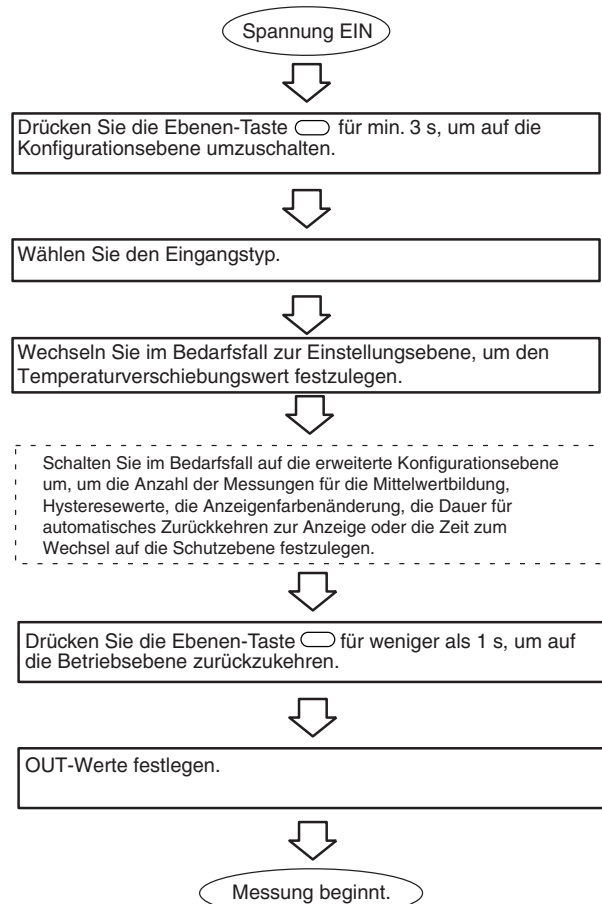 Spannung EIN
Drücken Sie die Ebenen-Taste für min. 3 s, um auf die
Konfigurationsebene umzuschalten.
Wählen Sie den Eingangstyp.
Wechseln Sie im Bedarfsfall zur Einstellungsebene, um den
Temperaturverschiebungswert festzulegen.
Schalten Sie im Bedarfsfall auf die erweiterte Konfigurationsebene
um, um die Anzahl der Messungen für die Mittelwertbildung,
Hysteresewerte, die Anzeigenfarbenänderung, die Dauer für
automatisches Zurückkehren zur Anzeige oder die Zeit zum
Wechsel auf die Schutzebene festzulegen.
Drücken Sie die Ebenen-Taste für weniger als 1 s, um auf
die Betriebsebene zurückzukehren.
OUT-Werte festlegen.
Messung beginnt.